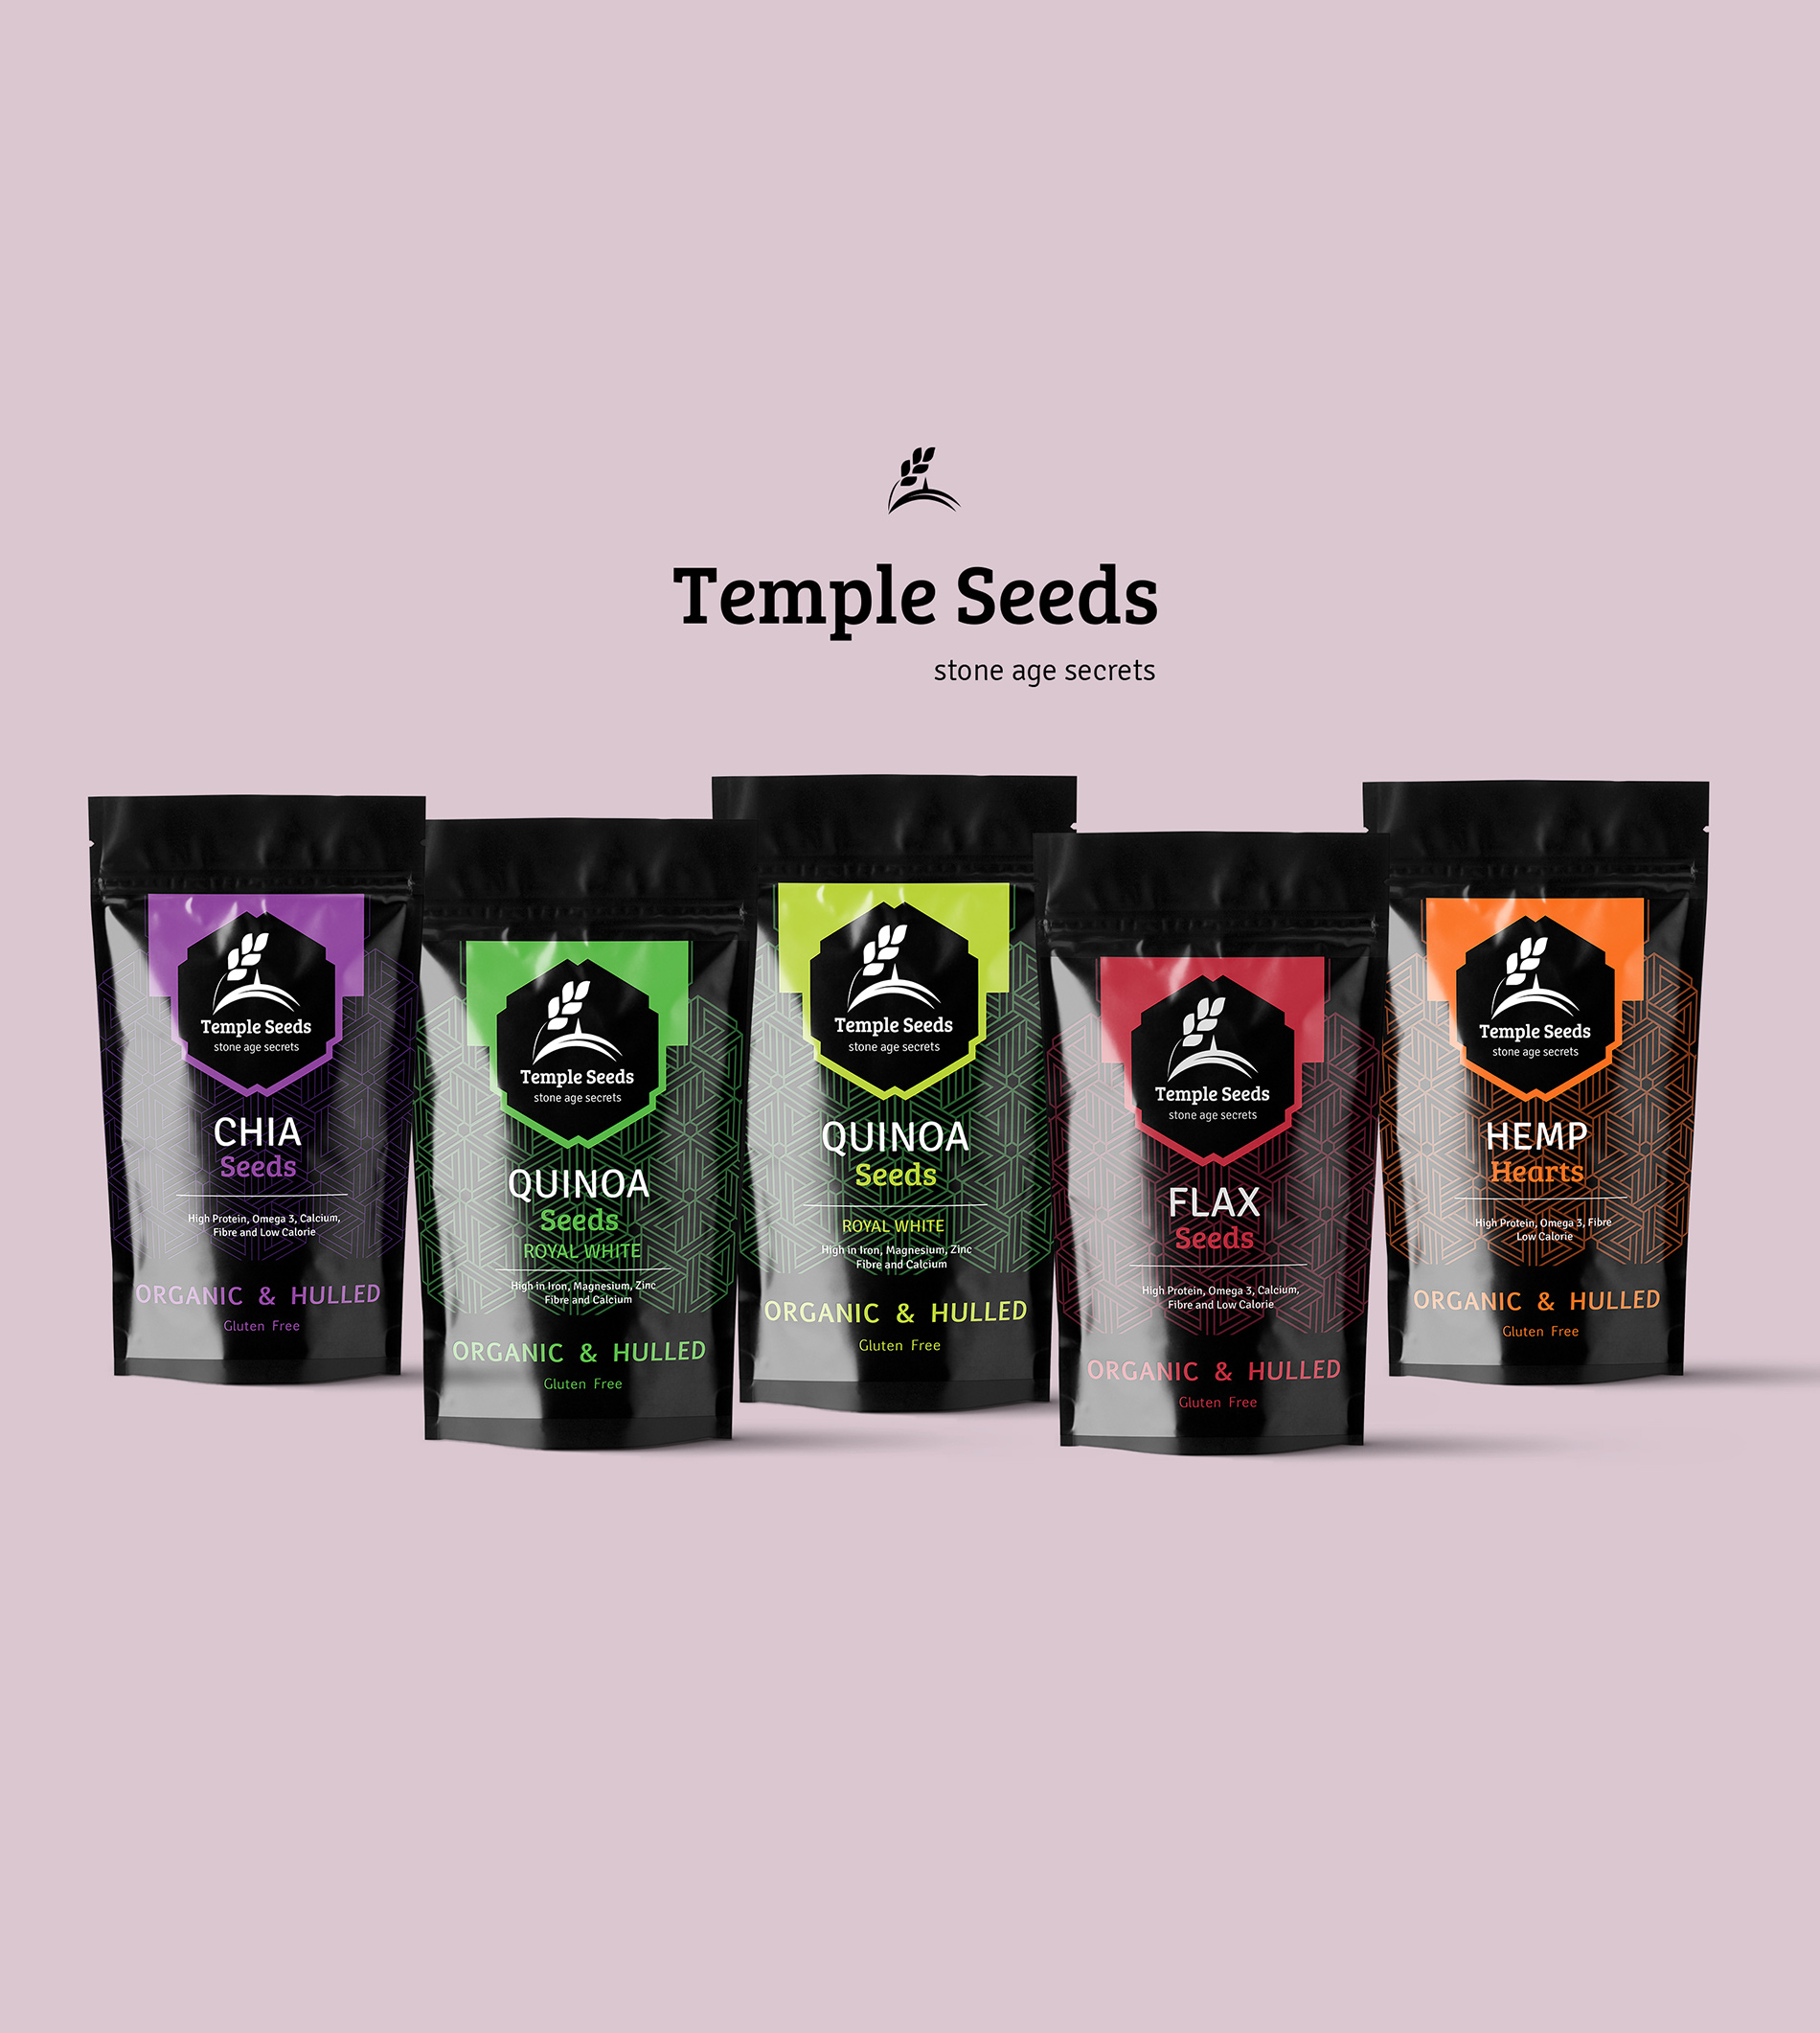 Temple Seeds
stone age secrets
Temple Seeds
stone age secrets
CHIA
Seeds
High Protein, Omega 3, Calcium,
Fibre and Low Calorie
ORGANIC & HULLED
Gluten Free
Temple Seeds
stone age secrets
QUINOA
Seeds
ROYAL WHITE
High in Iron, Magnesium, Zinc
Fibre and Calcium
ORGANIC & HULLED
Gluten Free
Temple Seeds
stone age secrets
QUINOA
Seeds
ROYAL WHITE
High in Iron, Magnesium, Zinc
Fibre and Calcium
ORGANIC & HULLED
Gluten Free
Temple Seeds
stone age secrets
FLAX
Seeds
High Protein, Omega 3, Calcium,
Fibre and Low Calorie
ORGANIC & HULLED
Gluten Free
Temple Seeds
stone age secrets
HEMP
Hearts
High Protein, Omega 3, Fibre
Low Calorie
ORGANIC & HULLED
Gluten Free